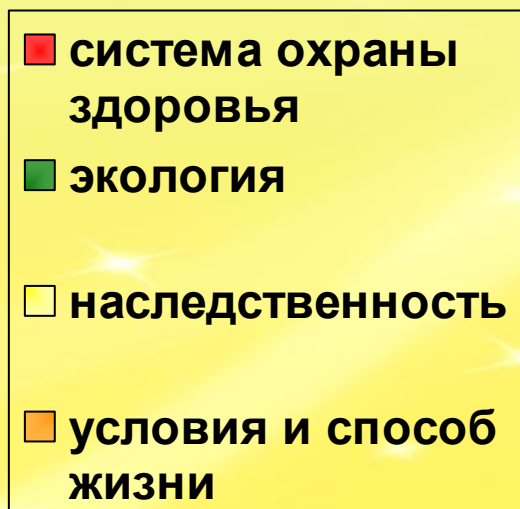 система охраны
здоровья
экология
наследственность
условия и способ
жизни